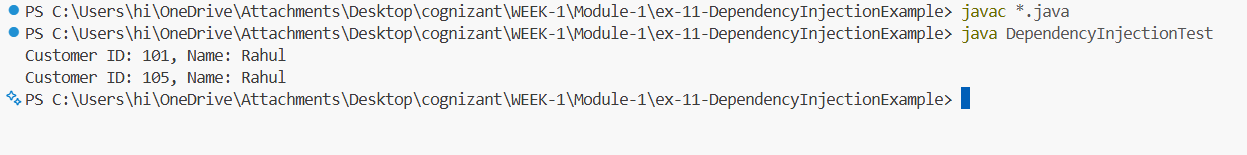 PS C:\Users\hi\OneDrive\Attachments\Desktop\cognizant\WEEK-1\Module-1\ex-11-DependencyInjectionExample> javac *.java
PS C:\Users\hi\OneDrive\Attachments\Desktop\cognizant\WEEK-1\Module-1\ex-11-DependencyInjectionExample> java DependencyInjectionTest
Customer ID: 101, Name: Rahul
Customer ID: 105, Name: Rahul
PS C:\Users\hi\OneDrive\Attachments\Desktop\cognizant\WEEK-1\Module-1\ex-11-DependencyInjectionExample>